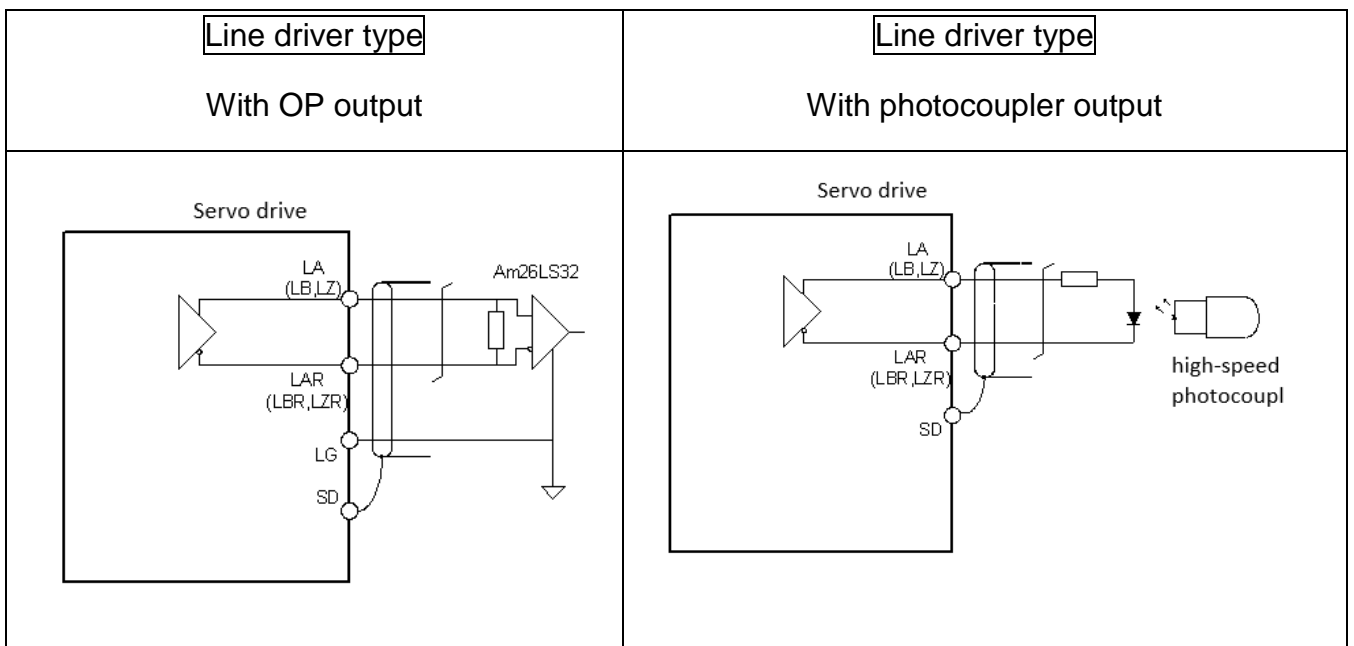 Line driver type
With OP output
Line driver type
With photocoupler output
Servo drive
LA
(LB,LZ)
Am26LS32
LAR
(LBR,LZR)
LG
SD
Servo drive
LA
(LB,LZ)
LAR
(LBR,LZR)
SD
high-speed
photocoupl